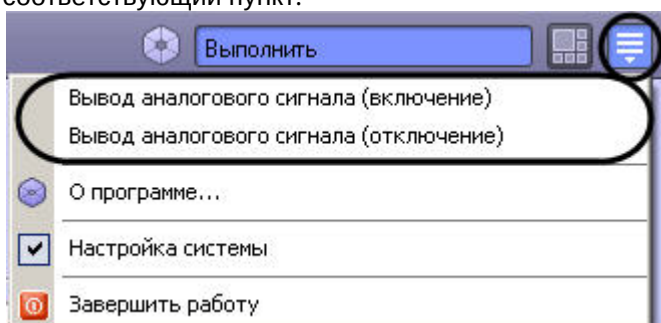 соответствующий пункт.
Выполнить
Вывод аналогового сигнала (включение)
Вывод аналогового сигнала (отключение)
О программе...
Настройка системы
Завершить работу